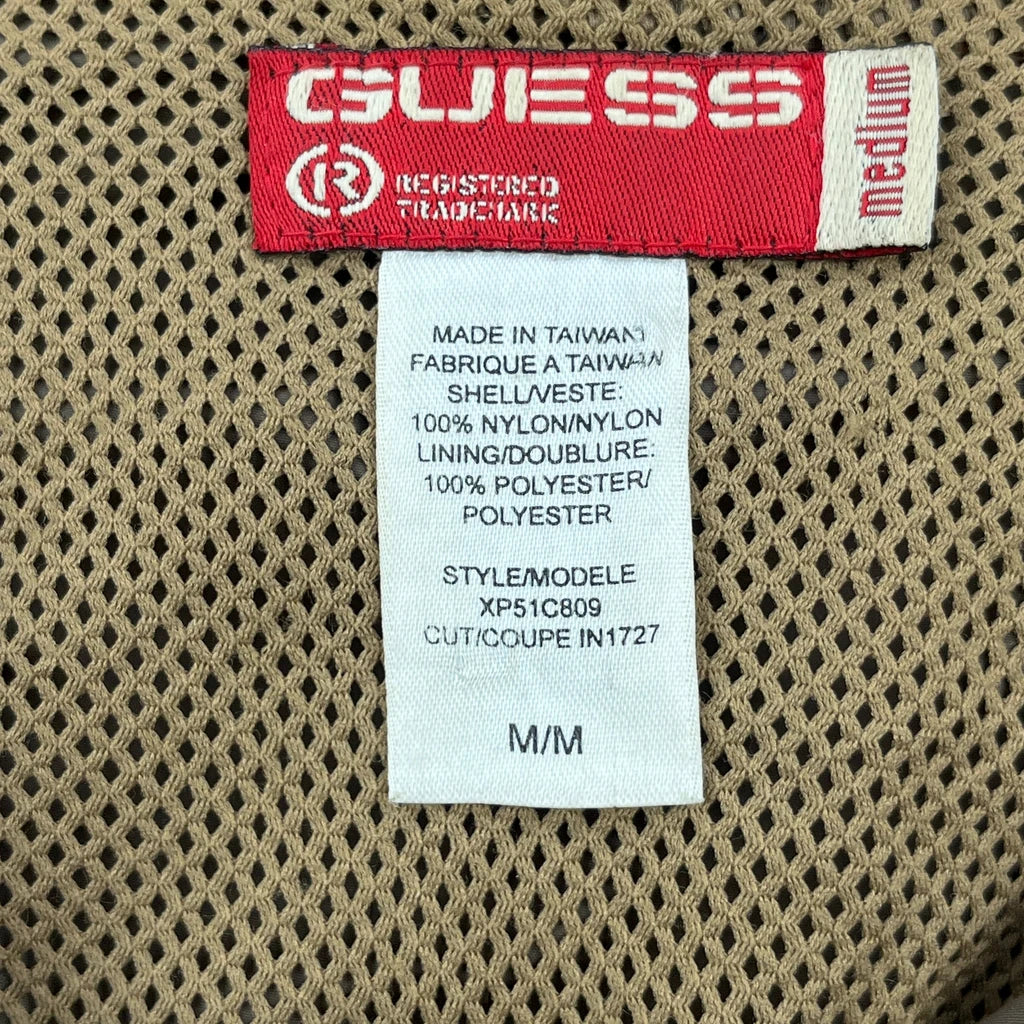 GUESS
medium
R
REGISTERED
TRADEMARK
MADE IN TAIWAN
FABRIQUE A TAIWAN
SHELL/VESTE:
100% NYLON/NYLON
LINING/DOUBLURE:
100% POLYESTER/
POLYESTER
STYLE/MODELE
XP51C809
CUT/COUPE IN1727
M/M